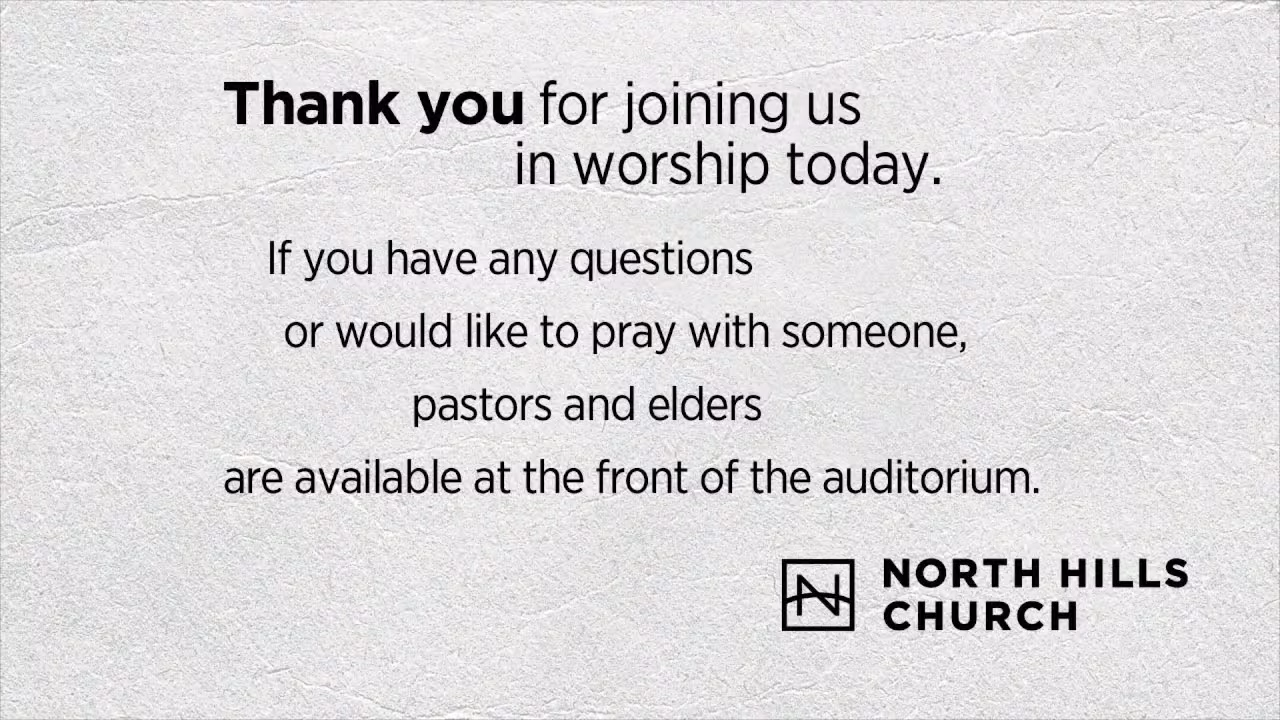 Thank you for joining us
in worship today.
If you have any questions
or would like to pray with someone,
pastors and elders
are available at the front of the auditorium.
NORTH HILLS
CHURCH